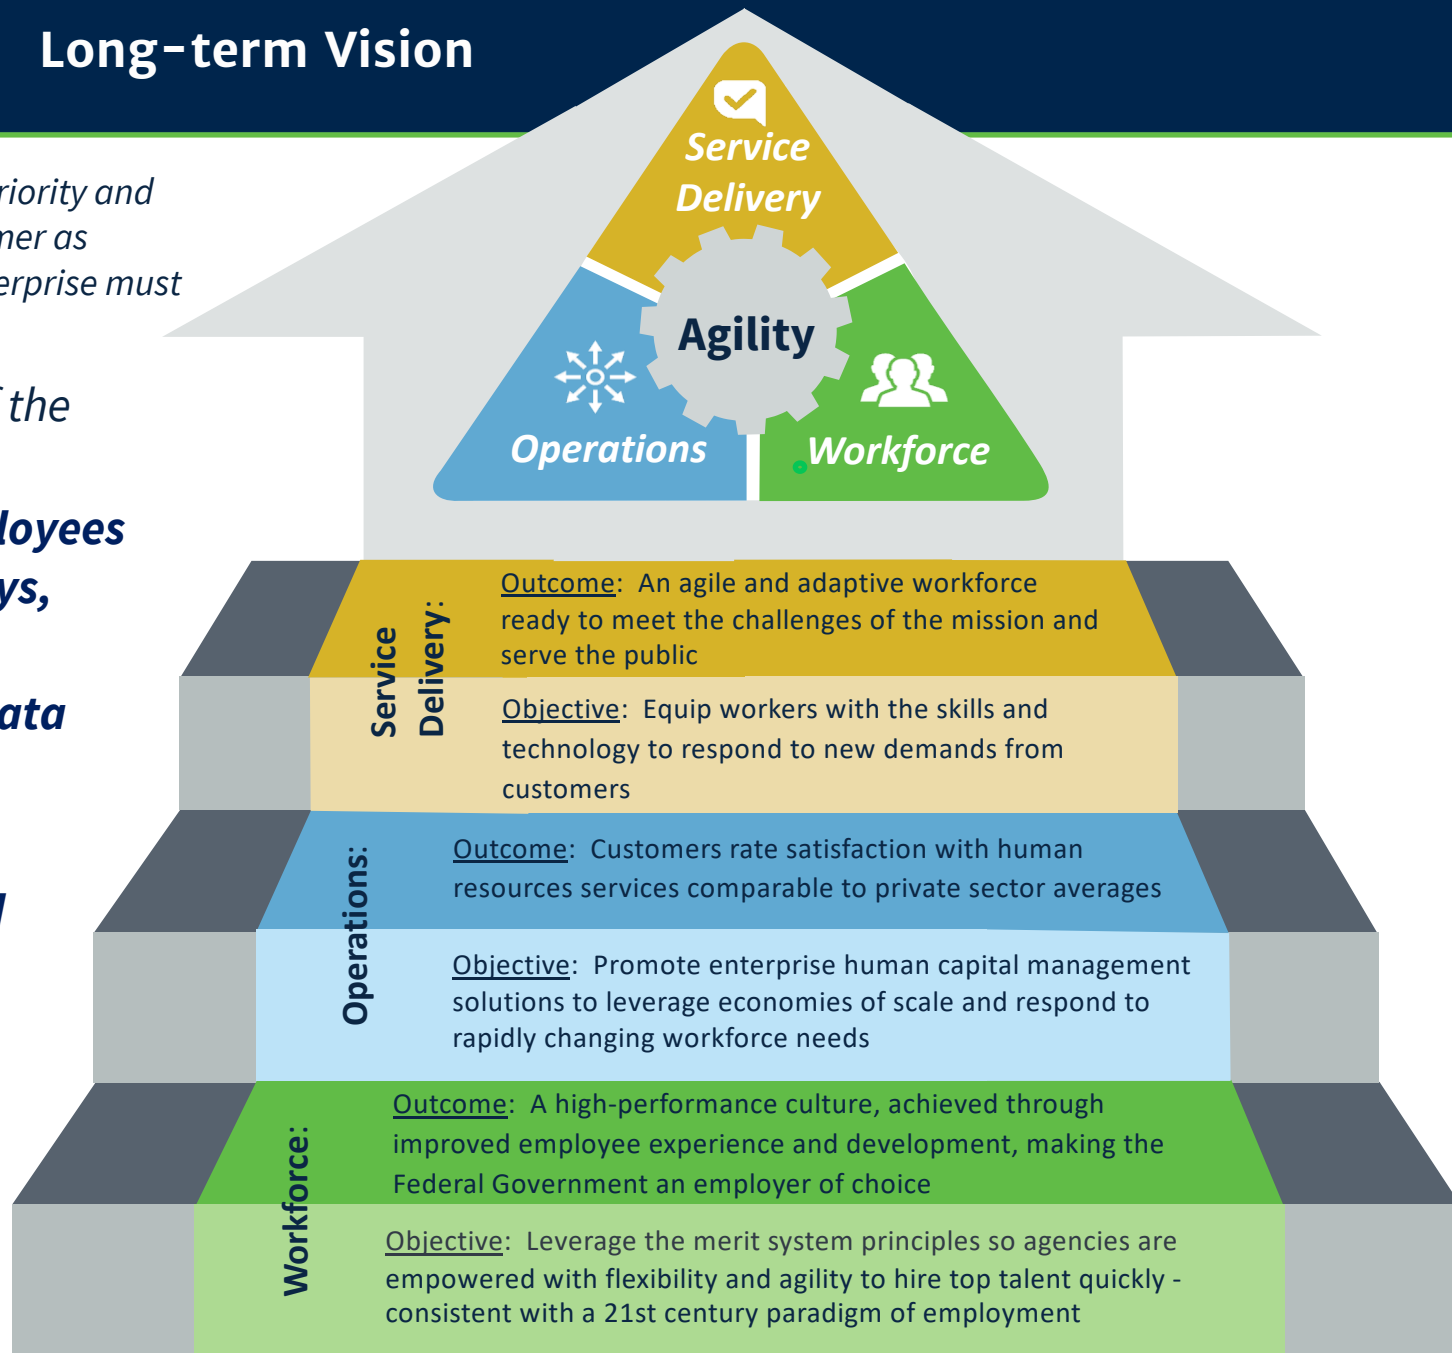 Long-term Vision
and
as
must
the
Service
Delivery
Agility
Operations
Workforce
Service
Delivery:
Outcome: An agile and adaptive workforce
ready to meet the challenges of the mission and
serve the public
Objective: Equip workers with the skills and
technology to respond to new demands from
customers
Operations:
Outcome: Customers rate satisfaction with human
resources services comparable to private sector averages
Objective: Promote enterprise human capital management
solutions to leverage economies of scale and respond to
rapidly changing workforce needs
Workforce:
Outcome: A high-performance culture, achieved through
improved employee experience and development, making the
Federal Government an employer of choice
Objective: Leverage the merit system principles so agencies are
empowered with flexibility and agility to hire top talent quickly -
consistent with a 21st century paradigm of employment